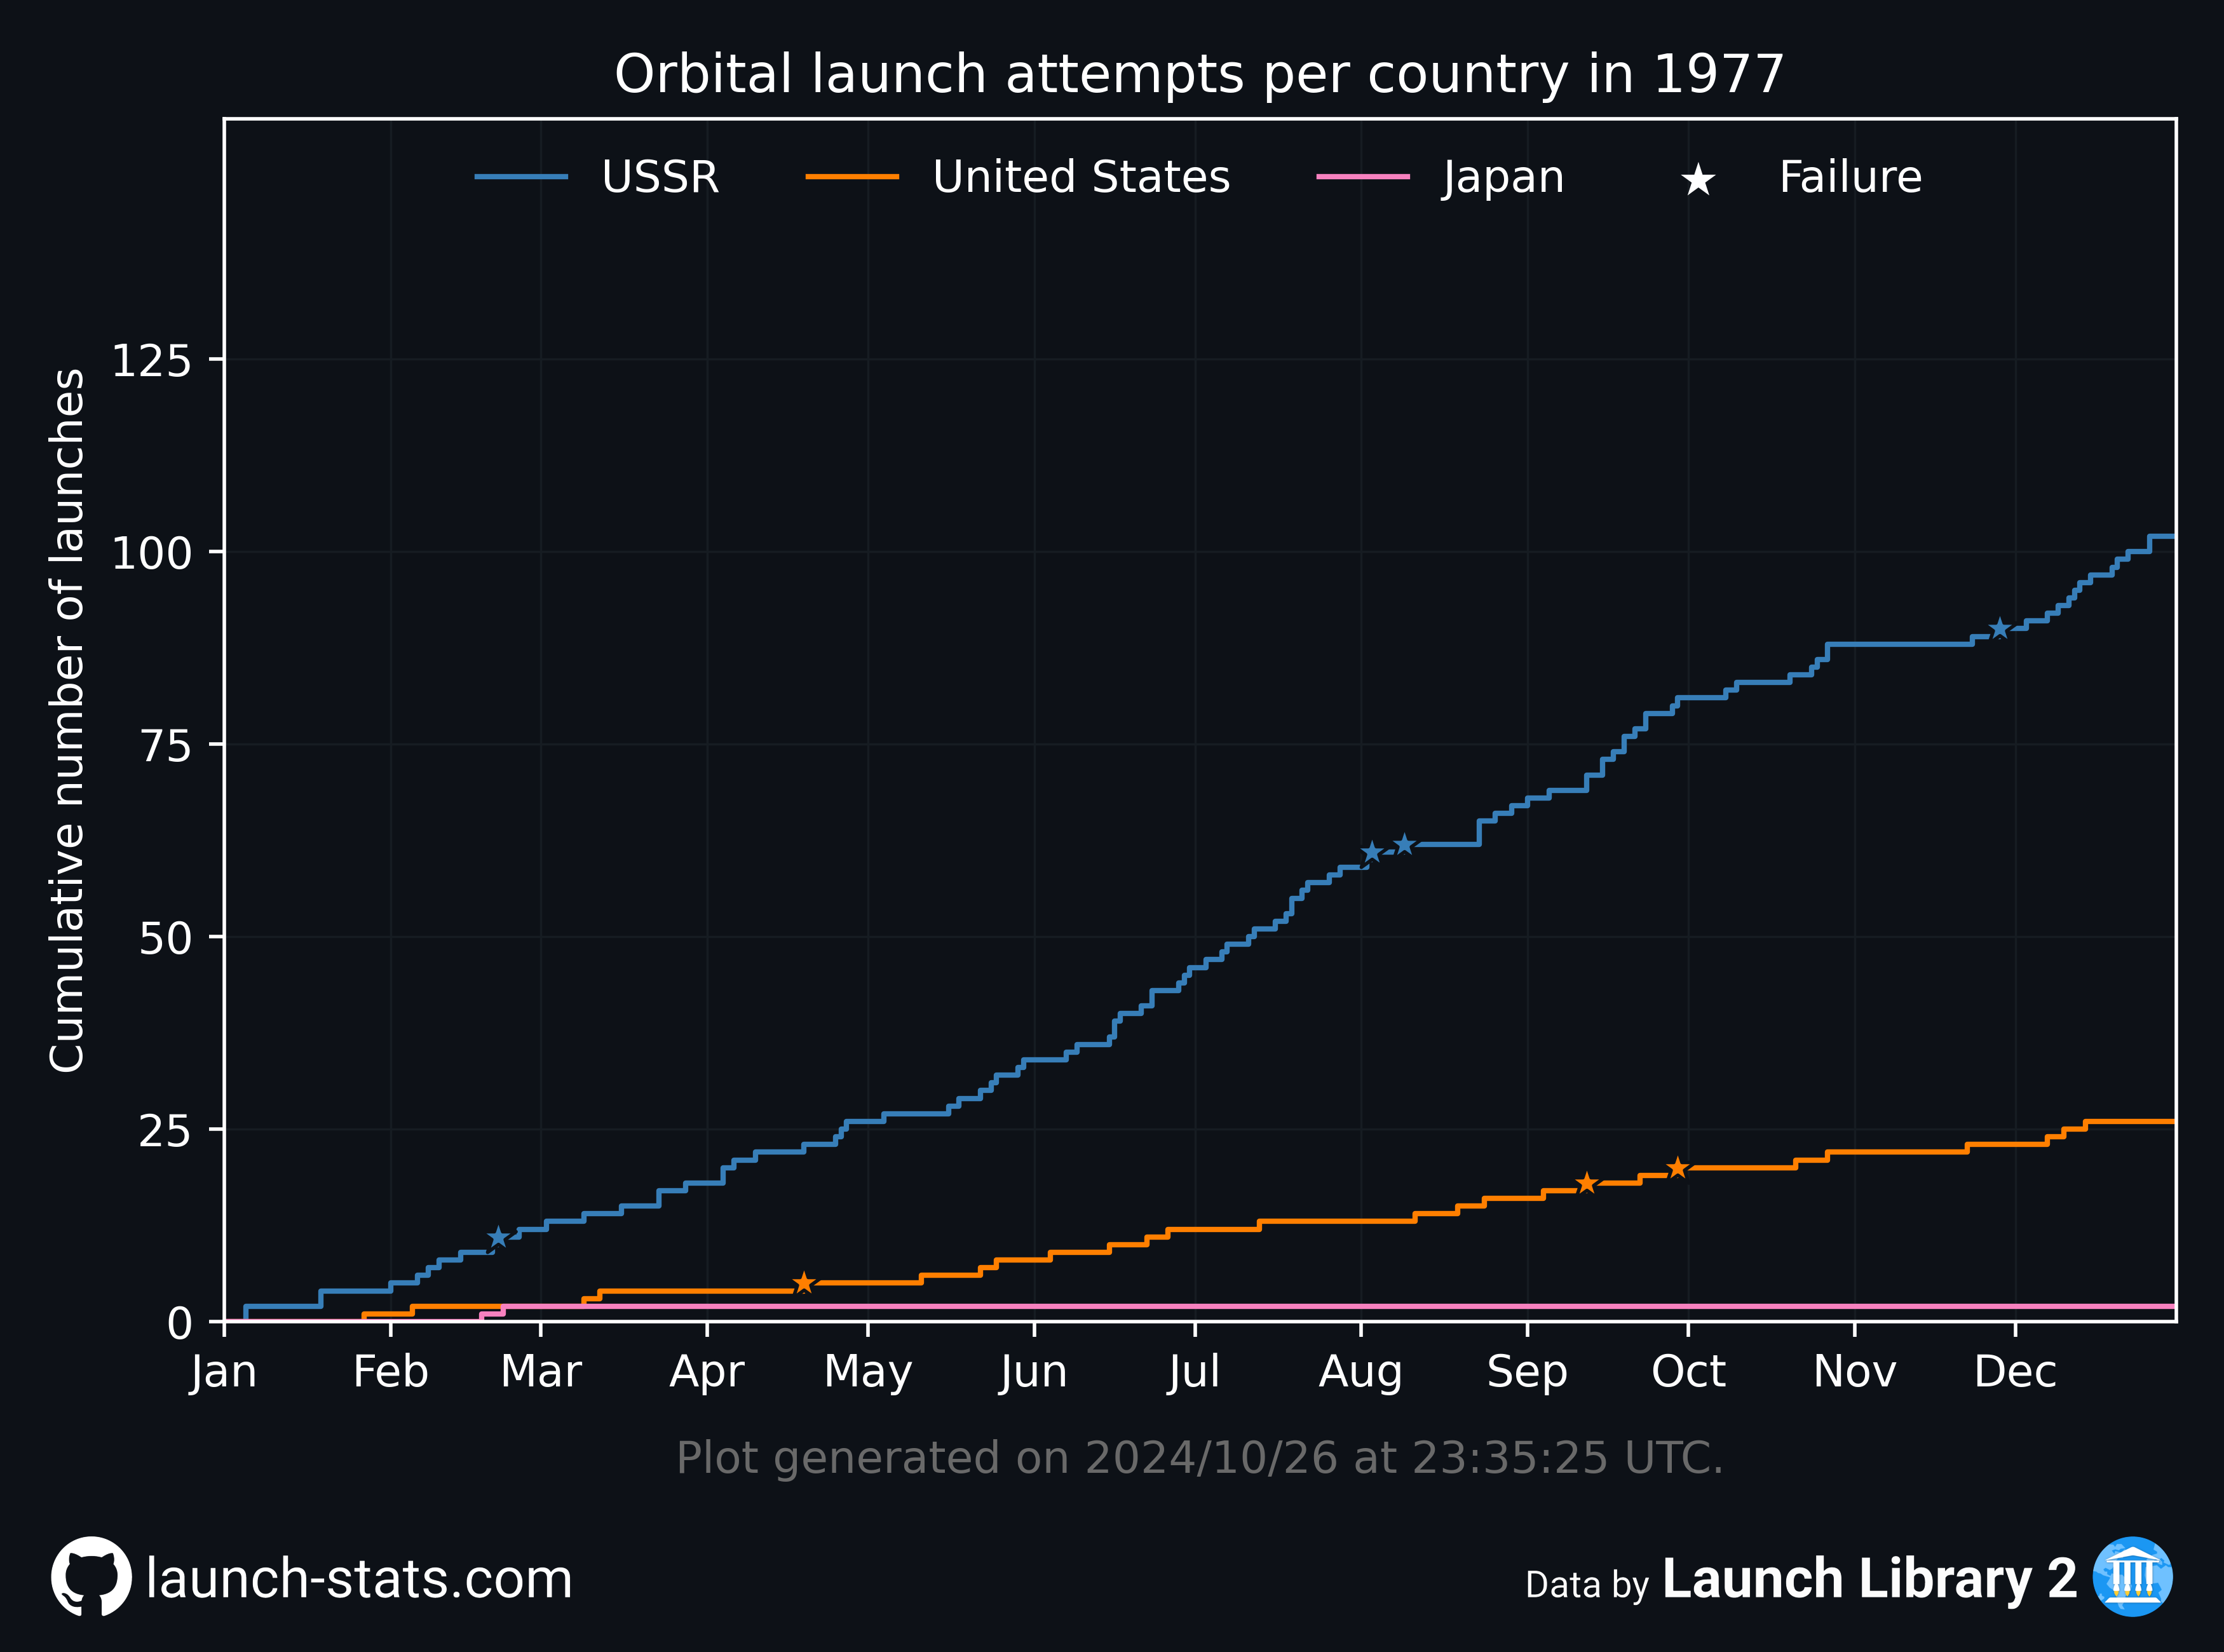 Orbital launch attempts per country in 1977
USSR United States Japan Failure
Cumulative number of launches
125
100
75
50
25
0
Jan Feb Mar Apr May Jun Jul Aug Sep Oct Nov Dec
Plot generated on 2024/10/26 at 23:35:25 UTC.
launch-stats.com
Data by Launch Library 2